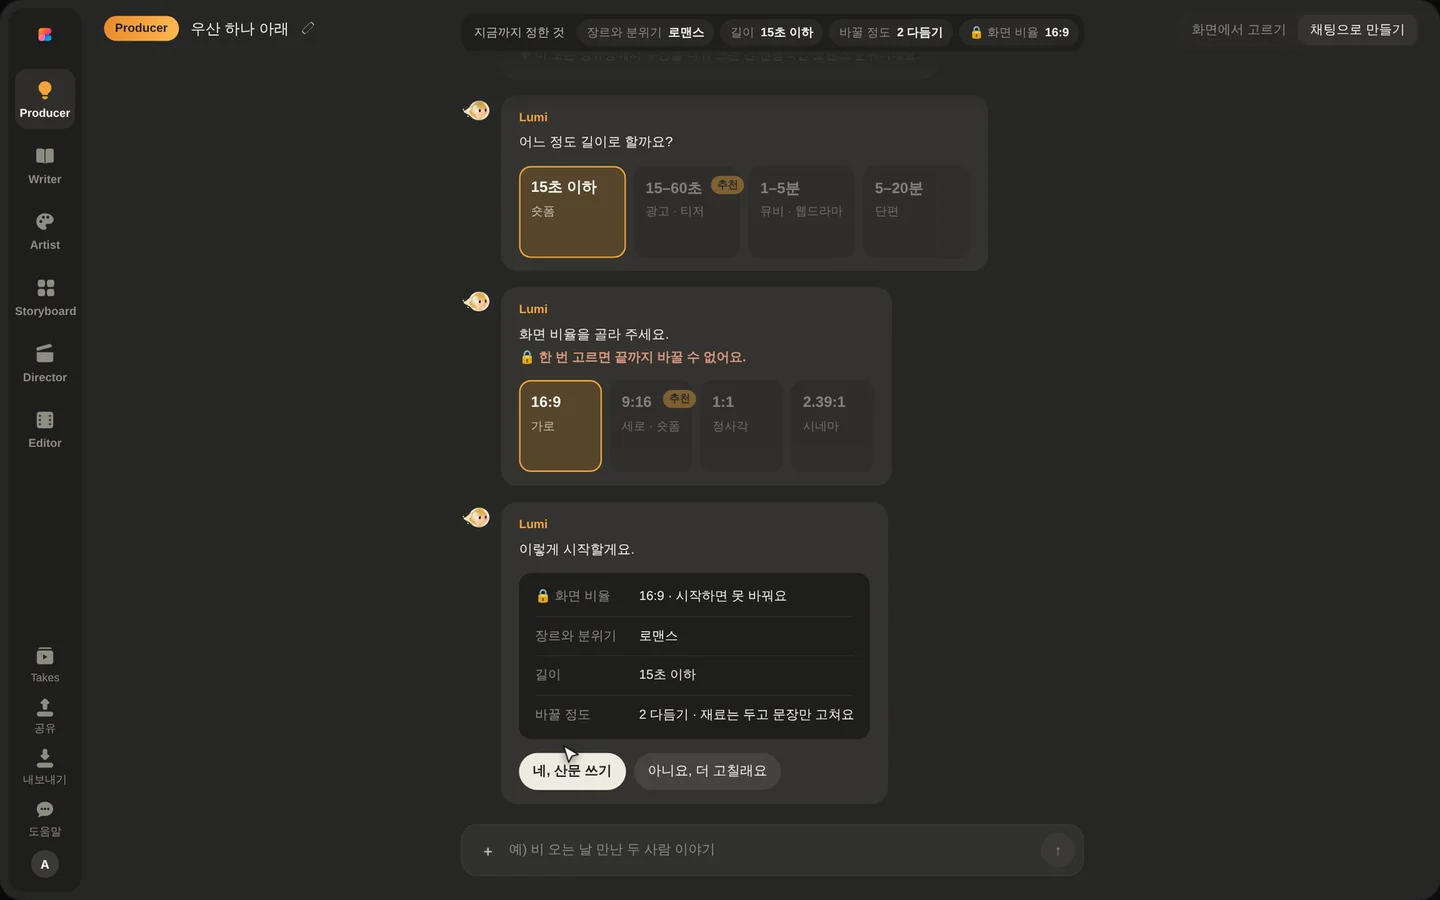 Producer 우산 하나 아래
지금까지 정한 것 장르와 분위기 로맨스 길이 15초 이하 바꿀 정도 2 다듬기 🔒 화면 비율 16:9
화면에서 고르기 채팅으로 만들기
Producer
Writer
Artist
Storyboard
Director
Editor
Takes
공유
내보내기
도움말
A
Lumi
어느 정도 길이로 할까요?
15초 이하
숏폼
15–60초 추천
광고 · 티저
1–5분
뮤비 · 웹드라마
5–20분
단편
Lumi
화면 비율을 골라 주세요.
🔒 한 번 고르면 끝까지 바꿀 수 없어요.
16:9
가로
9:16 추천
세로 · 숏폼
1:1
정사각
2.39:1
시네마
Lumi
이렇게 시작할게요.
🔒 화면 비율 16:9 · 시작하면 못 바꿔요
장르와 분위기 로맨스
길이 15초 이하
바꿀 정도 2 다듬기 · 재료는 두고 문장만 고쳐요
네, 산문 쓰기 아니요, 더 고칠래요
+ 예) 비 오는 날 만난 두 사람 이야기 ↑